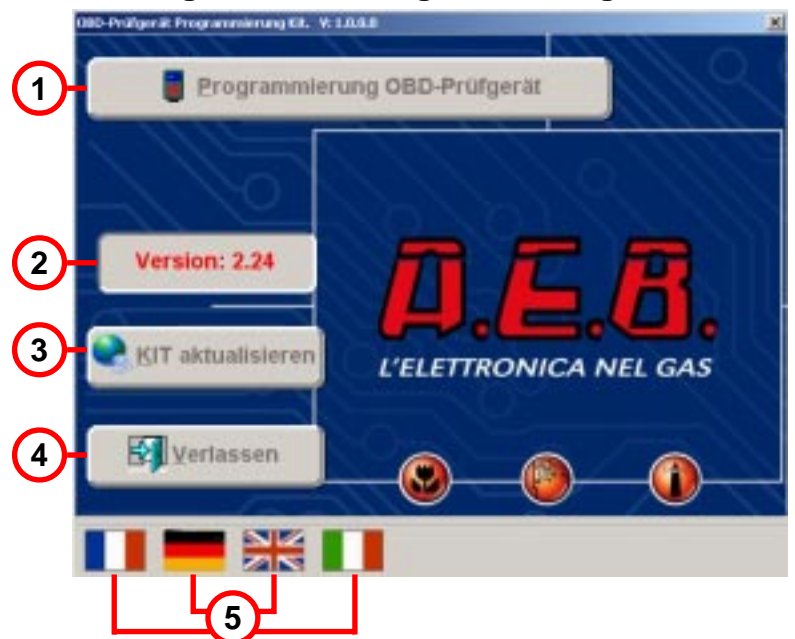 OBD-Prüfgerät Programmierung Kit. V: 1.0.0.0
1
Programmierung OBD-Prüfgerät
2
Version: 2.24
A.E.B.
L'ELETTRONICA NEL GAS
3
KIT aktualisieren
4
Verlassen
5